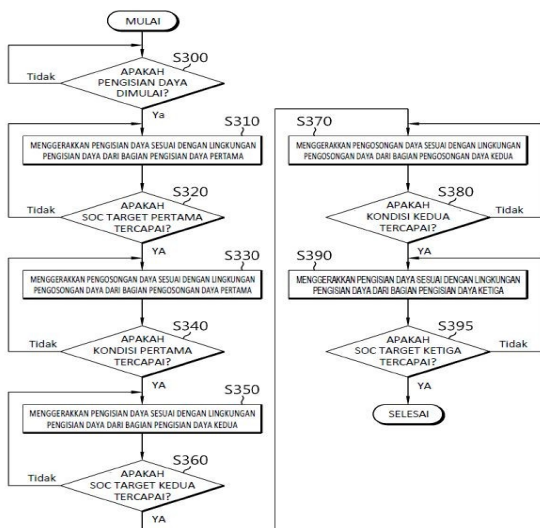 MULAI
S300
APAKAH
PENGISIAN DAYA
DIMULAI?
Tidak
Ya
S310
MENGGERAKKAN PENGISIAN DAYA SESUAI DENGAN LINGKUNGAN
PENGISIAN DAYA DARI BAGIAN PENGISIAN DAYA PERTAMA
S320
APAKAH
SOC TARGET PERTAMA
TERCAPAI?
Tidak
YA
S330
MENGGERAKKAN PENGOSONGAN DAYA SESUAI DENGAN LINGKUNGAN
PENGOSONGAN DAYA DARI BAGIAN PENGOSONGAN DAYA PERTAMA
S340
APAKAH
KONDISI PERTAMA
TERCAPAI?
Tidak
YA
S350
MENGGERAKKAN PENGISIAN DAYA SESUAI DENGAN LINGKUNGAN
PENGISIAN DAYA DARI BAGIAN PENGISIAN DAYA KEDUA
S360
APAKAH
SOC TARGET KEDUA
TERCAPAI?
Tidak
YA
S370
MENGGERAKKAN PENGOSONGAN DAYA SESUAI DENGAN LINGKUNGAN
PENGOSONGAN DAYA DARI BAGIAN PENGOSONGAN DAYA KEDUA
S380
APAKAH
KONDISI KEDUA
TERCAPAI?
Tidak
YA
S390
MENGGERAKKAN PENGISIAN DAYA SESUAI DENGAN LINGKUNGAN
PENGISIAN DAYA DARI BAGIAN PENGISIAN DAYA KETIGA
S395
APAKAH
SOC TARGET KETIGA
TERCAPAI?
Tidak
YA
SELESAI